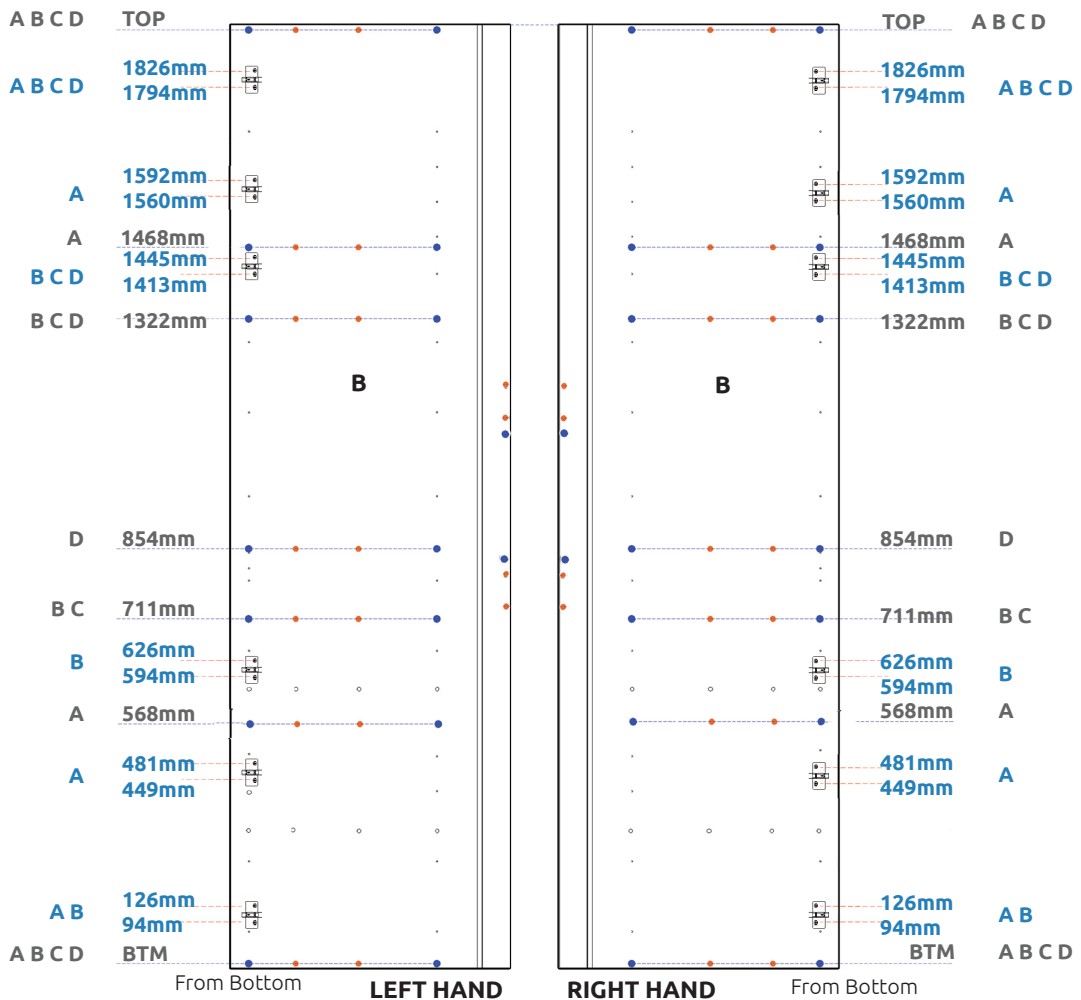 A B C D TOP TOP A B C D
1826mm 1826mm
A B C D A B C D
1794mm 1794mm
1592mm 1592mm
A A
1560mm 1560mm
A 1468mm 1468mm A
1445mm 1445mm
B C D B C D
1413mm 1413mm
B C D 1322mm 1322mm B C D
B B
D 854mm 854mm D
B C 711mm 711mm B C
626mm 626mm
B B
594mm 594mm
A 568mm 568mm A
481mm 481mm
A A
449mm 449mm
126mm 126mm
A B A B
94mm 94mm
A B C D BTM BTM A B C D
From Bottom LEFT HAND RIGHT HAND From Bottom